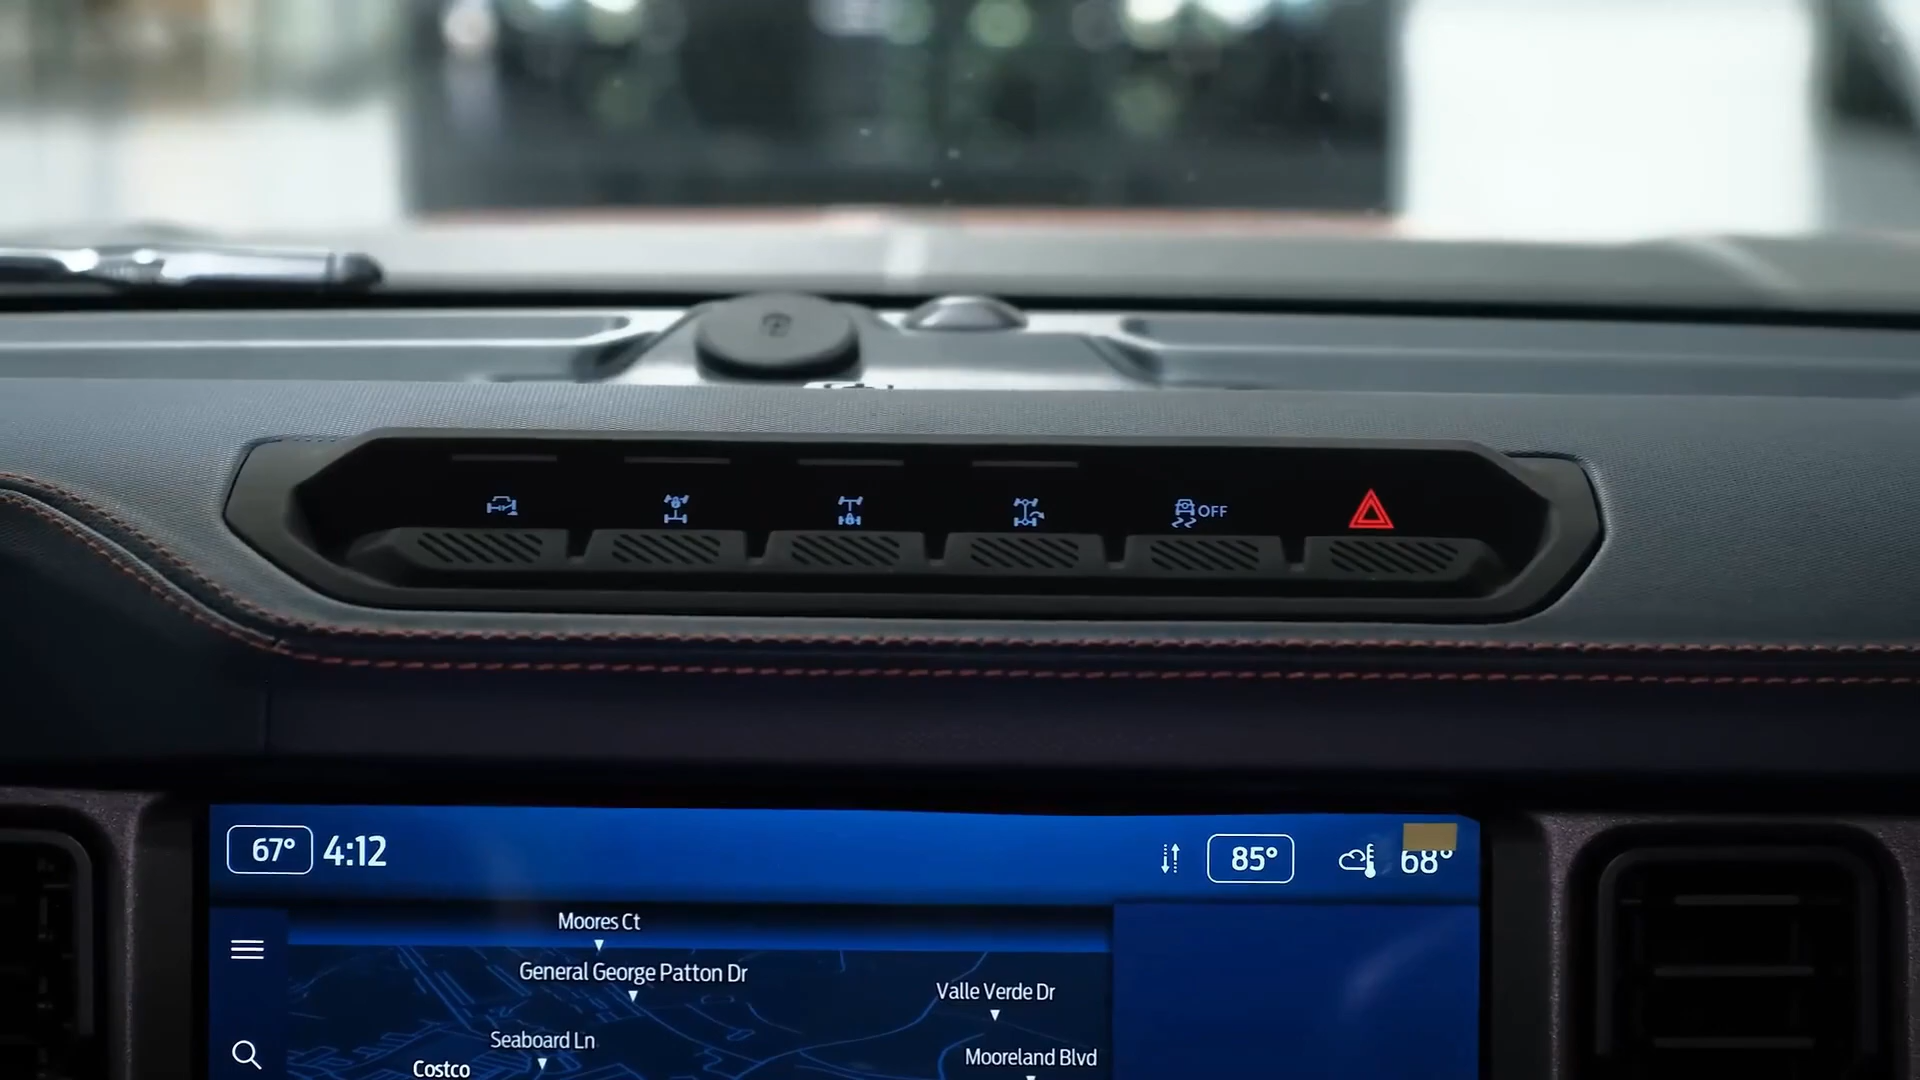 OFF
67° 4:12 85° 68°
Moores Ct
General George Patton Dr
Valle Verde Dr
Seaboard Ln
Mooreland Blvd
Costco